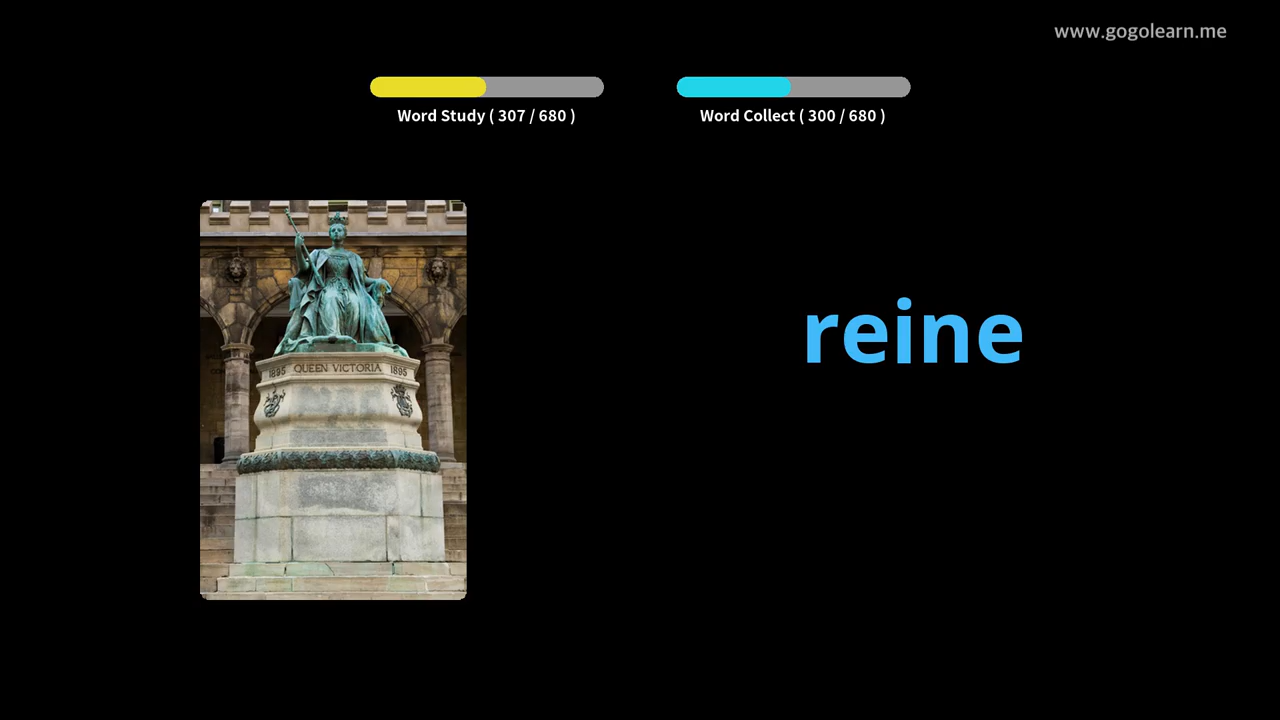 www.gogolearn.me
Word Study ( 307 / 680 )
Word Collect ( 300 / 680 )
1895 QUEEN VICTORIA 1895
reine